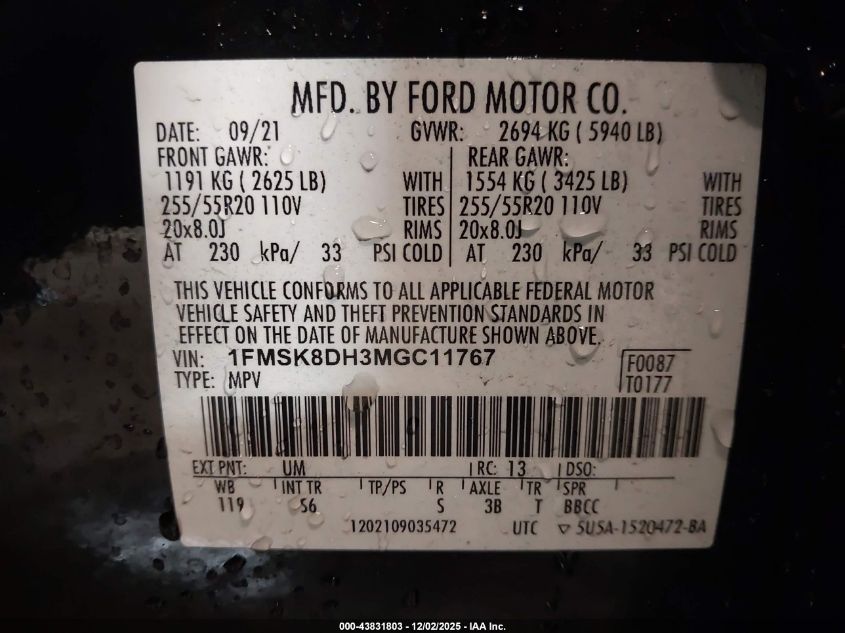 MFD. BY FORD MOTOR CO.
DATE: 09/21 GVWR: 2694 KG ( 5940 LB)
FRONT GAWR: REAR GAWR:
1191 KG ( 2625 LB) WITH 1554 KG ( 3425 LB) WITH
255/55R20 110V TIRES 255/55R20 110V TIRES
20x8.0J RIMS 20x8.0J RIMS
AT 230 kPa/ 33 PSI COLD AT 230 kPa/ 33 PSI COLD
THIS VEHICLE CONFORMS TO ALL APPLICABLE FEDERAL MOTOR
VEHICLE SAFETY AND THEFT PREVENTION STANDARDS IN
EFFECT ON THE DATE OF MANUFACTURE SHOWN ABOVE.
VIN: 1FMSK8DH3MGC11767 F0087
TYPE: MPV T0177
EXT PNT: UM RC: 13 DSO:
WB INT TR TP/PS R AXLE TR SPR
119 S6 S 3B T BBCC
1202109035472 UTC ▽ 5U5A-1520472-BA
000-43831803 - 12/02/2025 - IAA Inc.